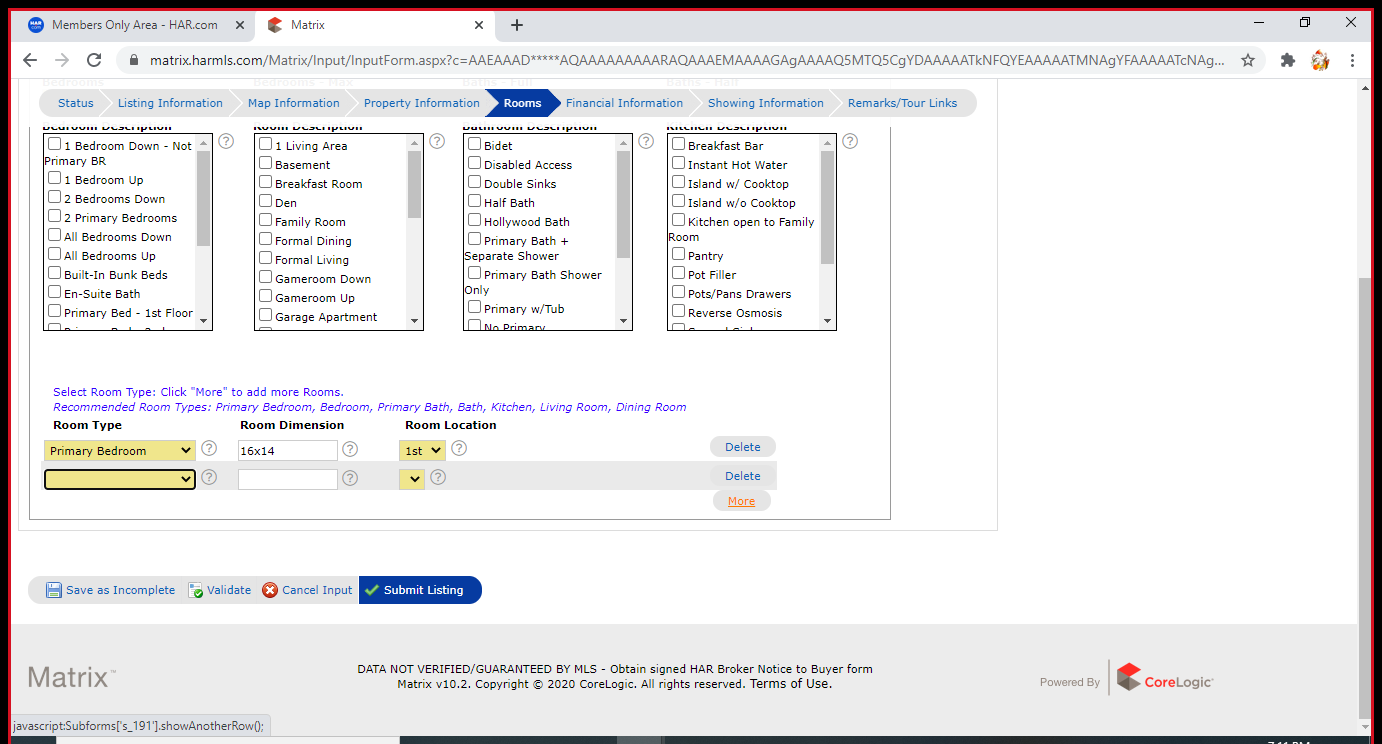 Members Only Area - HAR.com
Matrix
matrix.harmls.com/Matrix/Input/InputForm.aspx?c=AAEAAAD*****AQAAAAAAAAARAQAAAEMAAAAGAgAAAAQ5MTQ5CgYDAAAAATkNFQYEAAAAATMNAgYFAAAAATcNAg...
Bedrooms
Bedrooms - Max
Baths - Full
Baths - Half
Status
Listing Information
Map Information
Property Information
Rooms
Financial Information
Showing Information
Remarks/Tour Links
Bedroom Description
Room Description
Bathroom Description
Kitchen Description
1 Bedroom Down - Not
Primary BR
1 Bedroom Up
2 Bedrooms Down
2 Primary Bedrooms
All Bedrooms Down
All Bedrooms Up
Built-In Bunk Beds
En-Suite Bath
Primary Bed - 1st Floor
1 Living Area
Basement
Breakfast Room
Den
Family Room
Formal Dining
Formal Living
Gameroom Down
Gameroom Up
Garage Apartment
Bidet
Disabled Access
Double Sinks
Half Bath
Hollywood Bath
Primary Bath +
Separate Shower
Primary Bath Shower
Only
Primary w/Tub
No Primary
Breakfast Bar
Instant Hot Water
Island w/ Cooktop
Island w/o Cooktop
Kitchen open to Family
Room
Pantry
Pot Filler
Pots/Pans Drawers
Reverse Osmosis
Select Room Type: Click "More" to add more Rooms.
Recommended Room Types: Primary Bedroom, Bedroom, Primary Bath, Bath, Kitchen, Living Room, Dining Room
Room Type
Room Dimension
Room Location
Primary Bedroom
16x14
1st
Delete
Delete
More
Save as Incomplete
Validate
Cancel Input
Submit Listing
Matrix™
DATA NOT VERIFIED/GUARANTEED BY MLS - Obtain signed HAR Broker Notice to Buyer form
Matrix v10.2. Copyright © 2020 CoreLogic. All rights reserved. Terms of Use.
Powered By
CoreLogic
javascript:Subforms['s_191'].showAnotherRow();